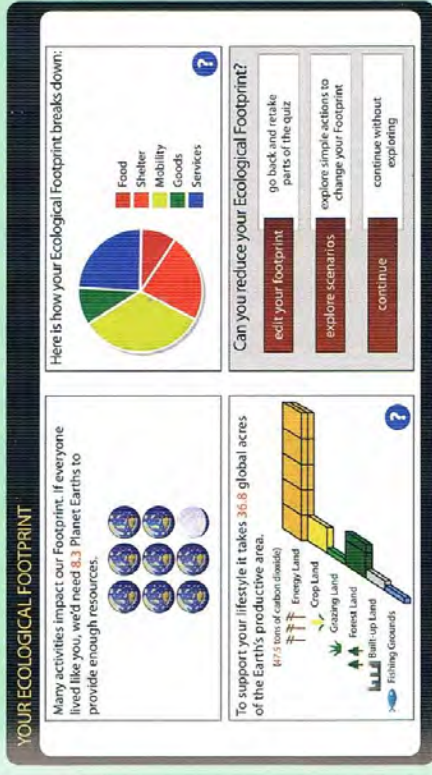 YOUR ECOLOGICAL FOOTPRINT
Many activities impact our Footprint. If everyone
lived like you, we'd need 8.3 Planet Earths to
provide enough resources.
Here is how your Ecological Footprint breaks down:
Food
Shelter
Mobility
Goods
Services
?
To support your lifestyle it takes 36.8 global acres
of the Earth's productive area.
(47.5 tons of carbon dioxide)
Energy Land
Crop Land
Grazing Land
Forest Land
Built-up Land
Fishing Grounds
?
Can you reduce your Ecological Footprint?
edit your footprint
go back and retake
parts of the quiz
explore scenarios
explore simple actions to
change your Footprint
continue
continue without
exploring